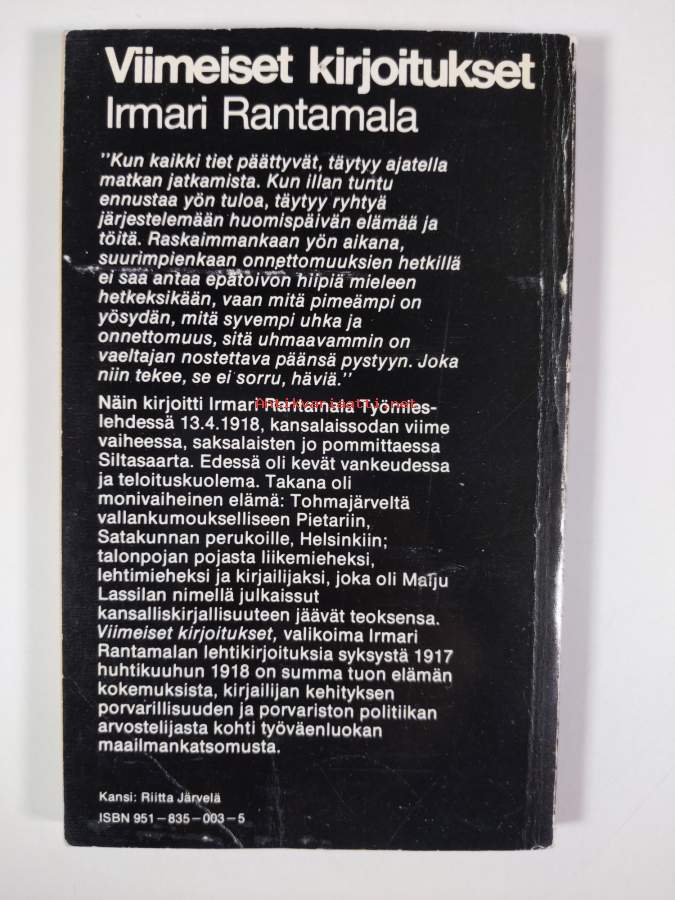 Viimeiset kirjoitukset
Irmari Rantamala
"Kun kaikki tiet päättyvät, täytyy ajatella
matkan jatkamista. Kun illan tuntu
ennustaa yön tuloa, täytyy ryhtyä
järjestelemään huomispäivän elämää ja
töitä. Raskaimmankaan yön aikana,
suurimpienkaan onnettomuuksien hetkillä
ei saa antaa epätoivon hiipiä mieleen
hetkeksikään, vaan mitä pimeämpi on
yösydän, mitä syvempi uhka ja
onnettomuus, sitä uhmaavammin on
vaeltajan nostettava päänsä pystyyn. Joka
niin tekee, se ei sorru, häviä."
Antikvariaatti.net
Näin kirjoitti Irmari Rantamala Työmies-
lehdessä 13.4.1918, kansalaissodan viime
vaiheessa, saksalaisten jo pommittaessa
Siltasaarta. Edessä oli kevät vankeudessa
ja teloituskuolema. Takana oli
monivaiheinen elämä: Tohmajärveltä
vallankumoukselliseen Pietariin,
Satakunnan perukoille, Helsinkiin;
talonpojan pojasta liikemieheksi,
lehtimieheksi ja kirjailijaksi, joka oli Maiju
Lassilan nimellä julkaissut
kansalliskirjallisuuteen jäävät teoksensa.
Viimeiset kirjoitukset, valikoima Irmari
Rantamalan lehtikirjoituksia syksystä 1917
huhtikuuhun 1918 on summa tuon elämän
kokemuksista, kirjailijan kehityksen
porvarillisuuden ja porvariston politiikan
arvostelijasta kohti työväenluokan
maailmankatsomusta.
Kansi: Riitta Järvelä
ISBN 951-835-003-5